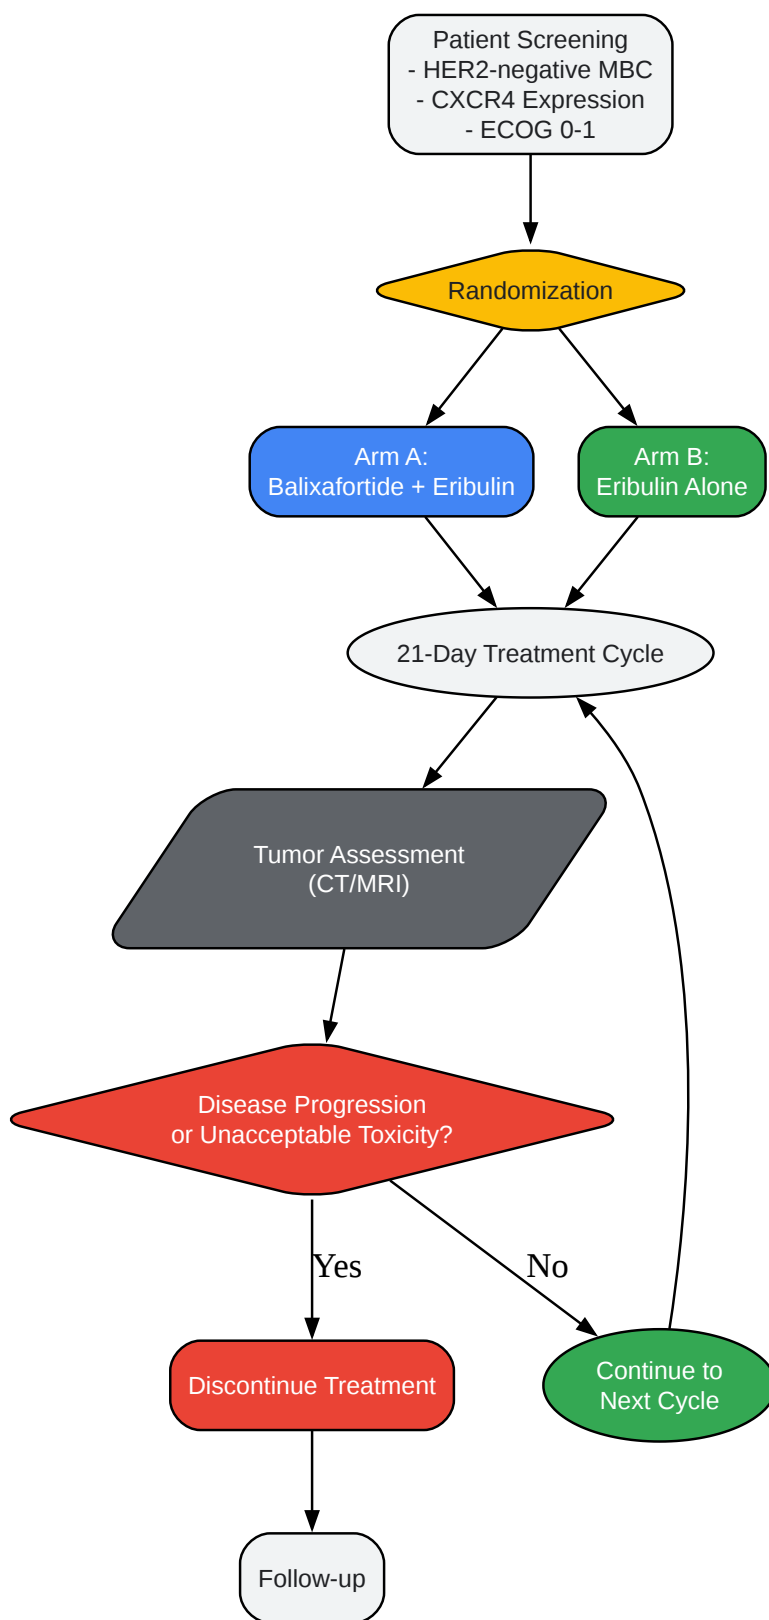 Patient Screening
- HER2-negative MBC
- CXCR4 Expression
- ECOG 0-1
Randomization
Arm A:
Balixafortide + Eribulin
Arm B:
Eribulin Alone
21-Day Treatment Cycle
Tumor Assessment
(CT/MRI)
Disease Progression
or Unacceptable Toxicity?
Yes
No
Discontinue Treatment
Continue to
Next Cycle
Follow-up